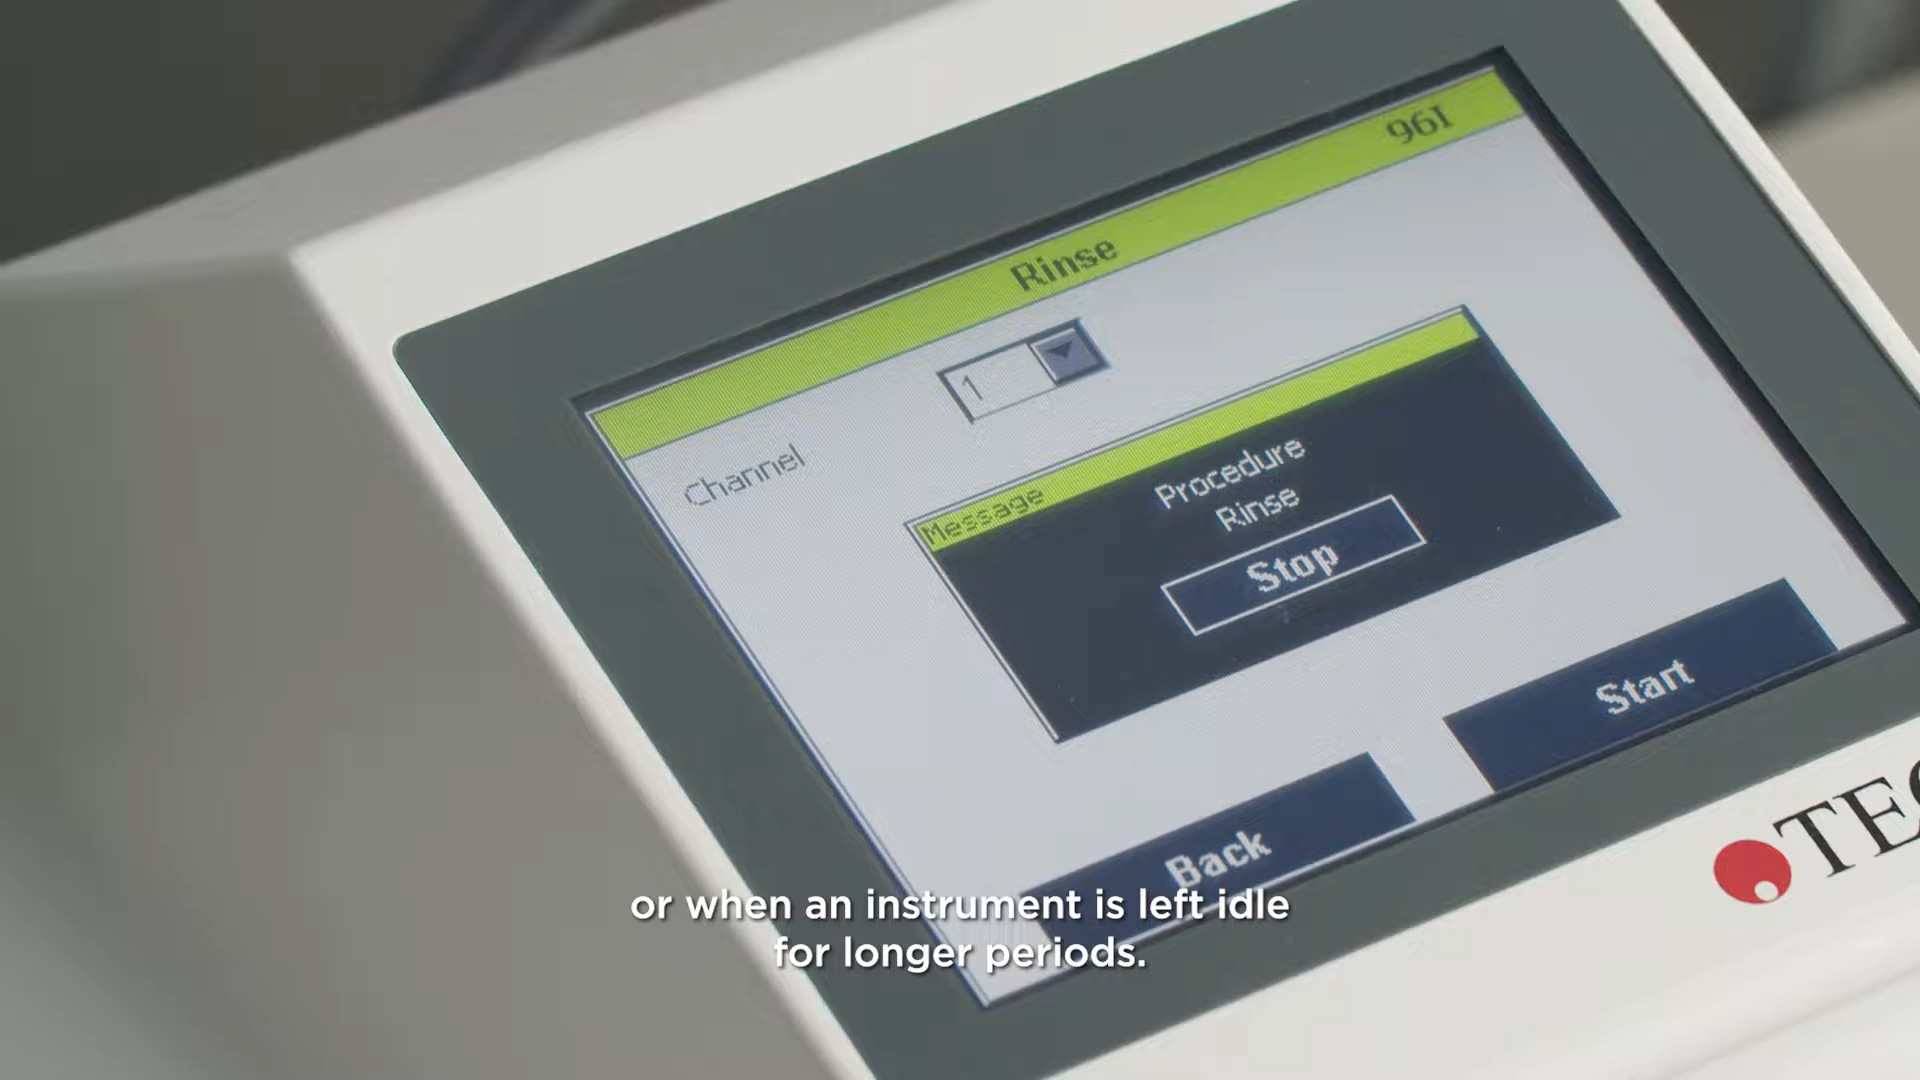 96I
Rinse
Channel
1
Message
Procedure
Rinse
Stop
Start
Back
or when an instrument is left idle
for longer periods.